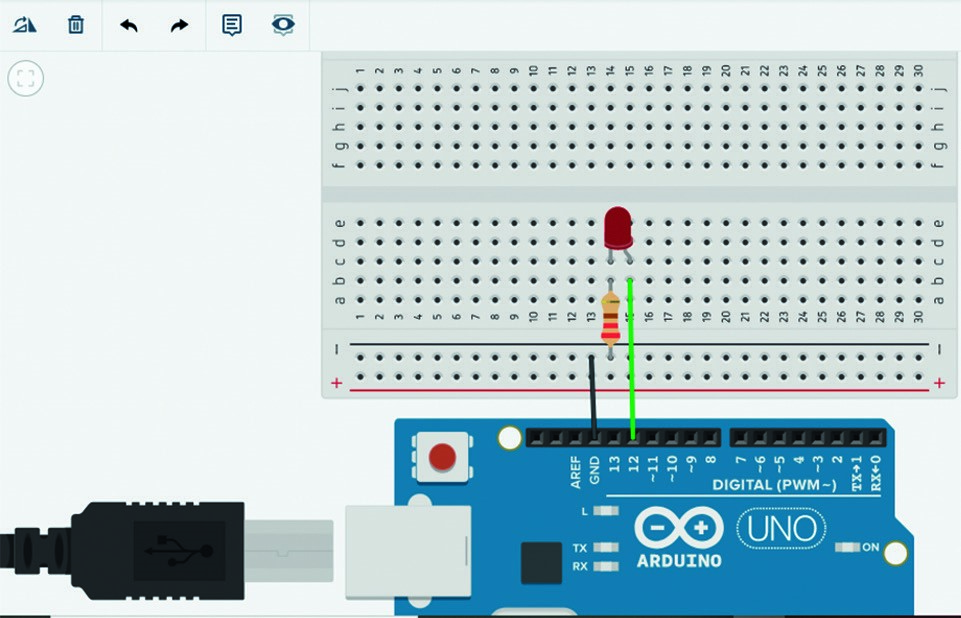 1 2 3 4 5 6 7 8 9 10 11 12 13 14 15 16 17 18 19 20 21 22 23 24 25 26 27 28 29 30
j j
i i
h h
g g
f f
e e
d d
c c
b b
a a
1 2 3 4 5 6 7 8 9 10 11 12 13 15 16 17 18 19 20 21 22 23 24 25 26 27 28 29 30
− −
+ +
AREF GND 13 12 ~11 ~10 ~9 8 7 ~6 ~5 4 ~3 2 TX→1 RX←0
DIGITAL (PWM~)
L
TX
RX
UNO
ARDUINO
ON